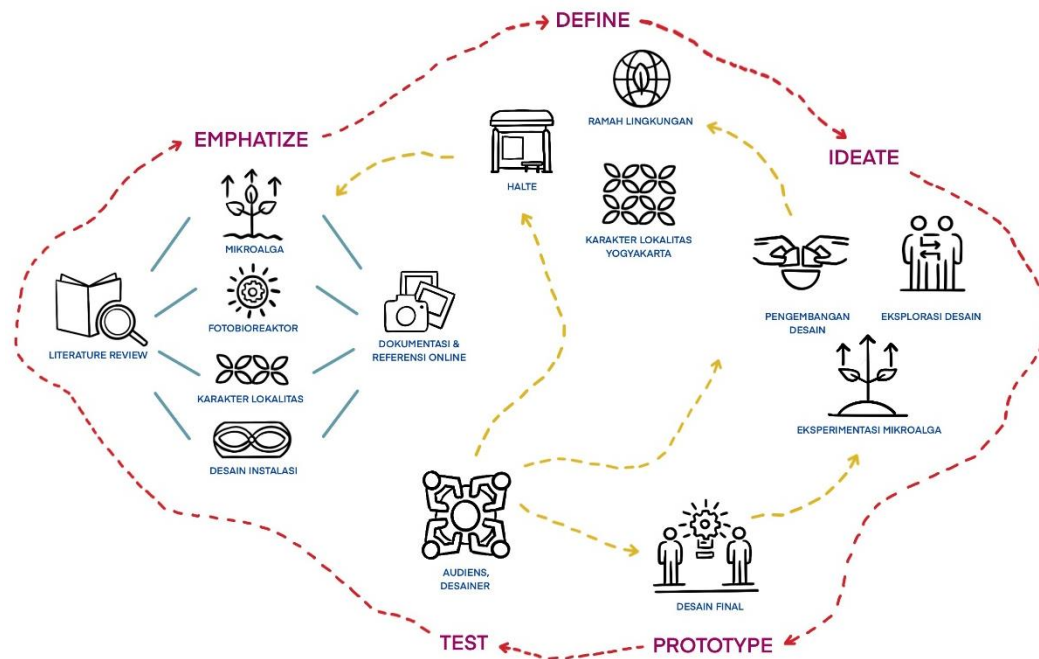 DEFINE
RAMAH LINGKUNGAN
EMPHATIZE
IDEATE
HALTE
MIKROALGA
KARAKTER LOKALITAS
YOGYAKARTA
FOTOBIOREAKTOR
PENGEMBANGAN
DESAIN
EKSPLORASI DESAIN
LITERATURE REVIEW
DOKUMENTASI &
REFERENSI ONLINE
KARAKTER LOKALITAS
EKSPERIMENTASI MIKROALGA
DESAIN INSTALASI
AUDIENS,
DESAINER
DESAIN FINAL
TEST
PROTOTYPE